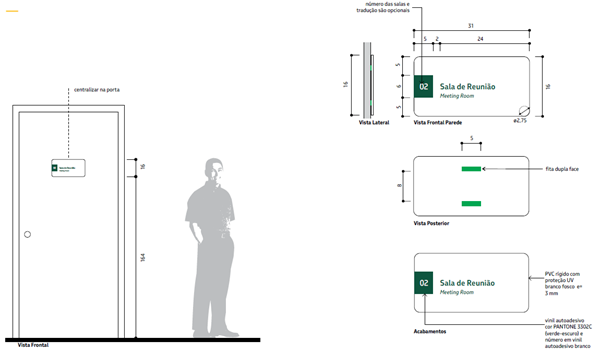 número das salas e
tradução são opcionais
31
5
2
24
16
5
6
5
02
Sala de Reunião
Meeting Room
16
ø2,75
Vista Lateral
Vista Frontal Parede
centralizar na porta
16
164
Vista Frontal
5
8
fita dupla face
Vista Posterior
02
Sala de Reunião
Meeting Room
PVC rígido com
proteção UV
branco fosco e=
3 mm
Acabamentos
vinil autoadesivo
cor PANTONE 3302C
(verde-escuro) e
número em vinil
autoadesivo branco